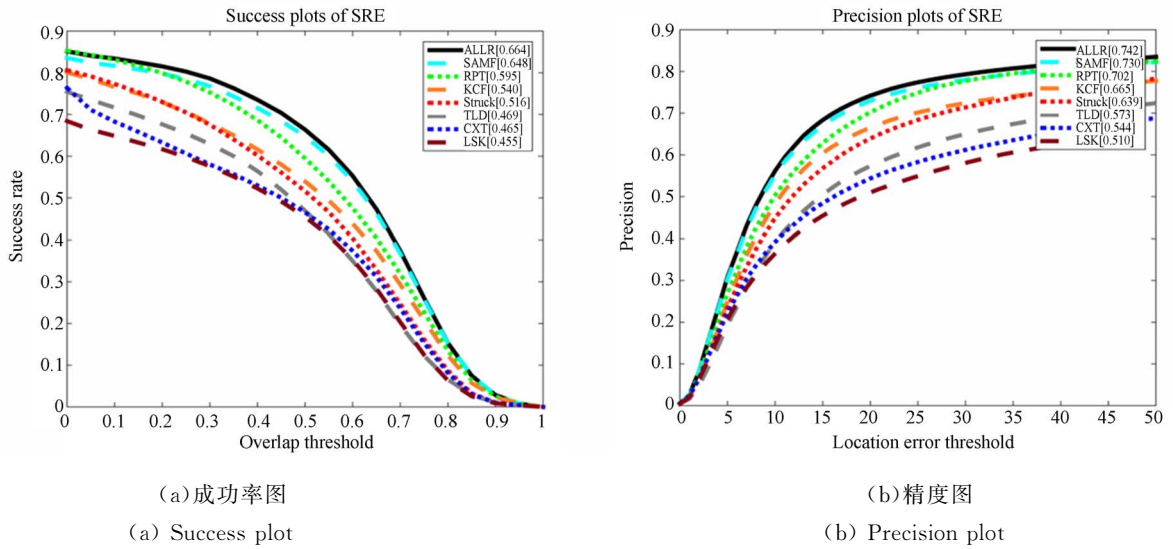 Success plots of SRE
0.9
0.8
0.7
0.6
0.5
0.4
0.3
0.2
0.1
0
Success rate
ALLR[0.664]
SAMF[0.648]
RPT[0.595]
KCF[0.540]
Struck[0.516]
TLD[0.469]
CXT[0.465]
LSK[0.455]
0 0.1 0.2 0.3 0.4 0.5 0.6 0.7 0.8 0.9 1
Overlap threshold
(a)成功率图
(a) Success plot
Precision plots of SRE
0.9
0.8
0.7
0.6
0.5
0.4
0.3
0.2
0.1
0
Precision
ALLR[0.742]
SAMF[0.730]
RPT[0.702]
KCF[0.665]
Struck[0.639]
TLD[0.573]
CXT[0.544]
LSK[0.510]
0 5 10 15 20 25 30 35 40 45 50
Location error threshold
(b)精度图
(b) Precision plot